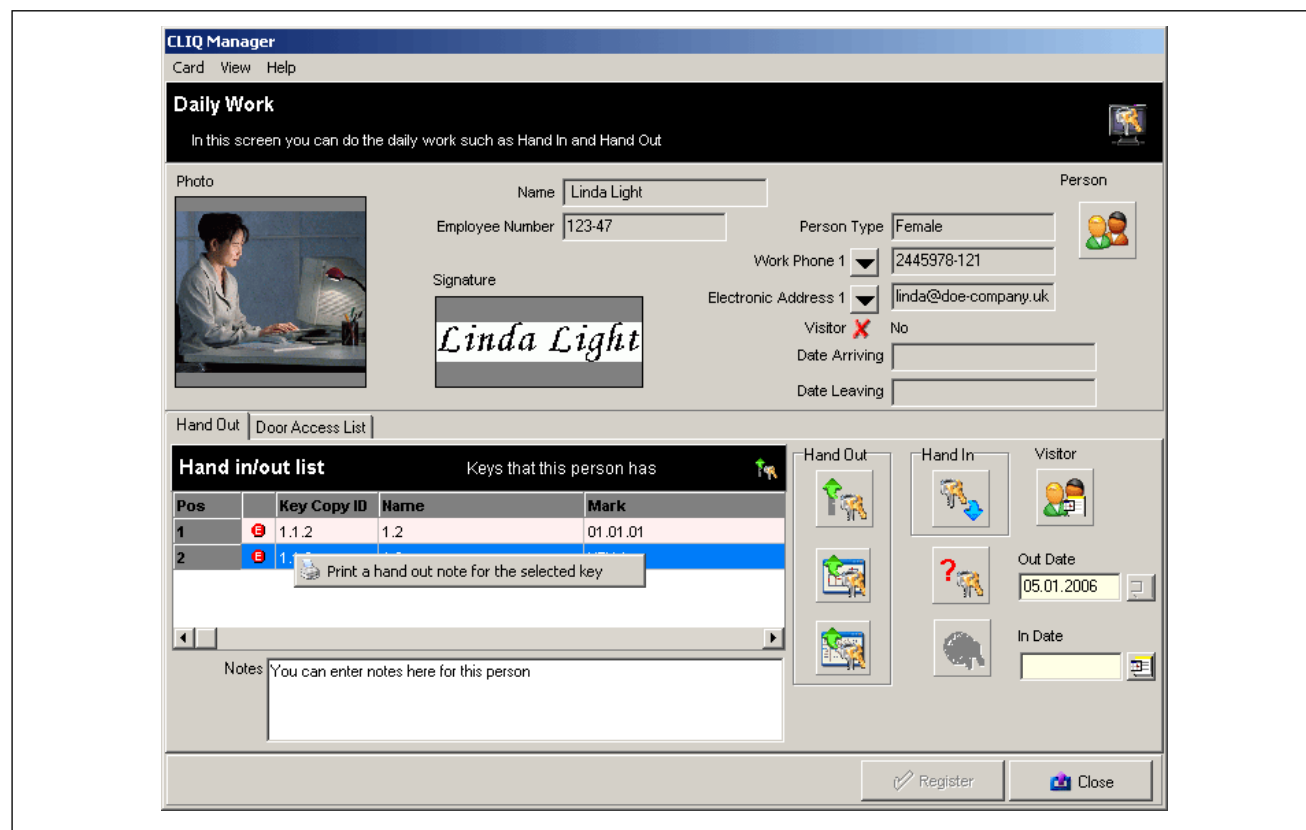 CLIQ Manager
Card View Help
Daily Work
In this screen you can do the daily work such as Hand In and Hand Out
Photo
Person
Name Linda Light
Employee Number 123-47
Person Type Female
Work Phone 1 2445978-121
Signature
Electronic Address 1 linda@doe-company.uk
Linda Light
Visitor No
Date Arriving
Date Leaving
Hand Out Door Access List
Hand in/out list Keys that this person has
Hand Out Hand In Visitor
Pos Key Copy ID Name Mark
1 1.1.2 1.2 01.01.01
2
Print a hand out note for the selected key
Out Date
05.01.2006
In Date
Notes You can enter notes here for this person
Register Close